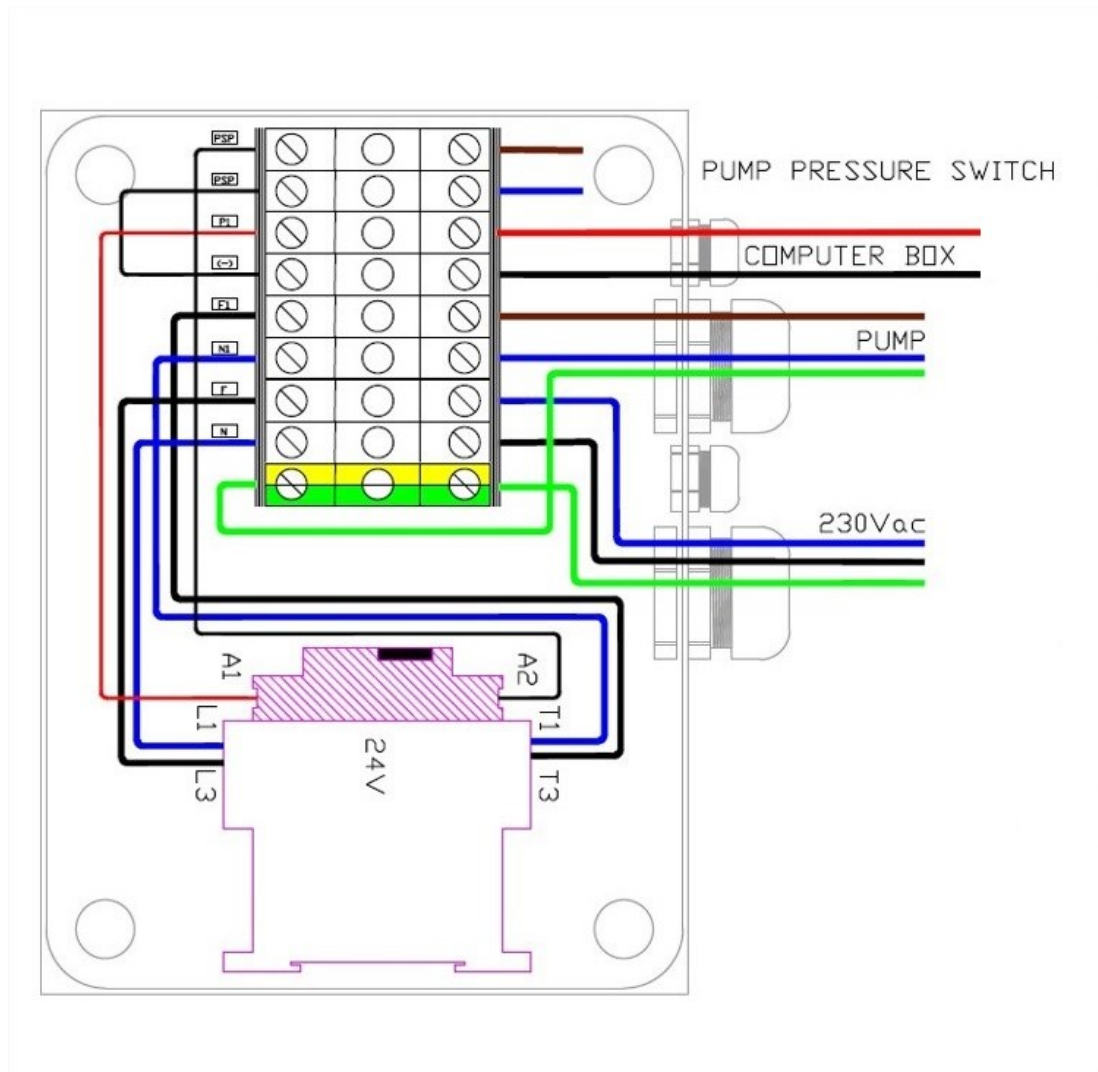 PSP
PSP
P1
(-)
F1
N1
F
N
PUMP PRESSURE SWITCH
COMPUTER BOX
PUMP
230Vac
A1
A2
L1
T1
24V
L3
T3